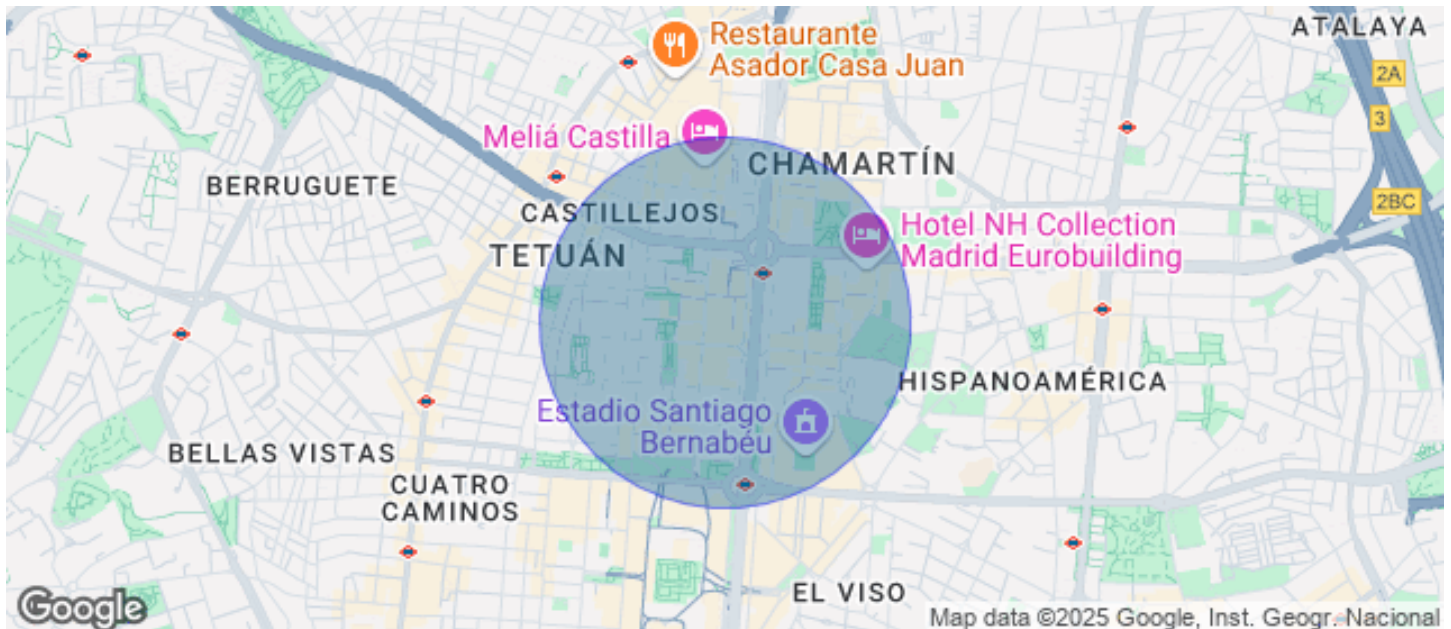 ATALAYA
Restaurante
Asador Casa Juan
2A
3
Meliá Castilla
CHAMARTÍN
BERRUGUETE
CASTILLEJOS
2BC
Hotel NH Collection
Madrid Eurobuilding
TETUÁN
HISPANOAMÉRICA
Estadio Santiago
Bernabéu
BELLAS VISTAS
CUATRO
CAMINOS
EL VISO
Google
Map data ©2025 Google, Inst. Geogr. Nacional